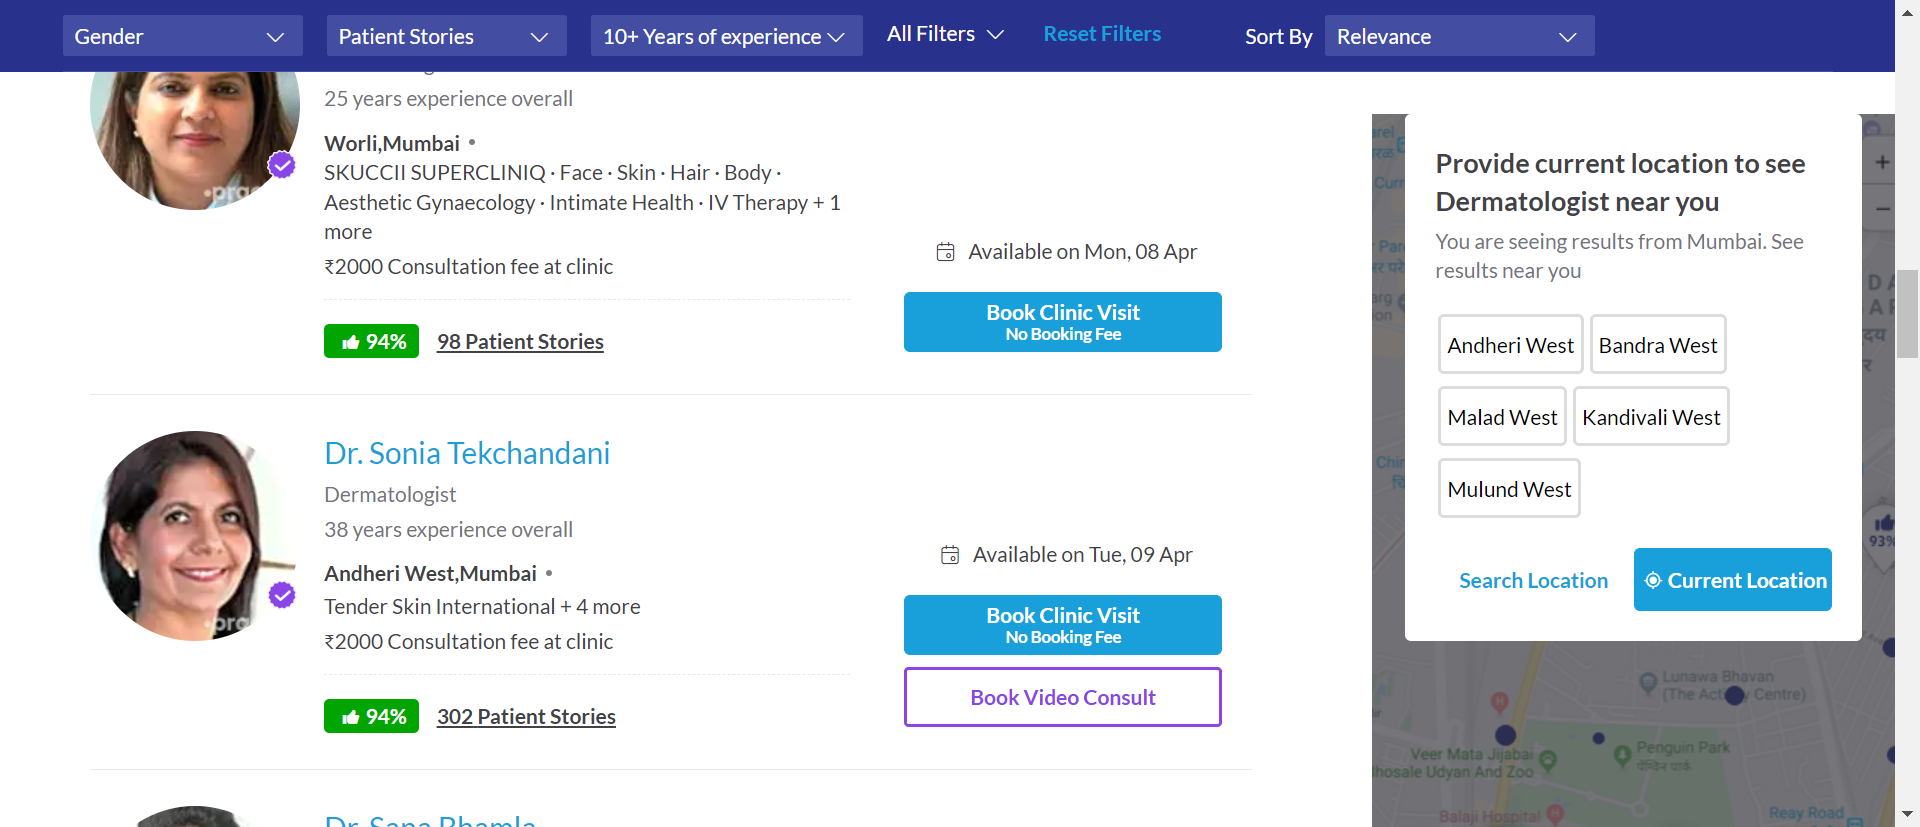 Gender
Patient Stories
10+ Years of experience
All Filters
Reset Filters
Sort By
Relevance
25 years experience overall
Worli,Mumbai
SKUCCII SUPERCLINIQ · Face · Skin · Hair · Body ·
Aesthetic Gynaecology · Intimate Health · IV Therapy + 1
more
₹2000 Consultation fee at clinic
94%
98 Patient Stories
Available on Mon, 08 Apr
Book Clinic Visit
No Booking Fee
Dr. Sonia Tekchandani
Dermatologist
38 years experience overall
Andheri West,Mumbai
Tender Skin International + 4 more
₹2000 Consultation fee at clinic
94%
302 Patient Stories
Available on Tue, 09 Apr
Book Clinic Visit
No Booking Fee
Book Video Consult
Provide current location to see
Dermatologist near you
You are seeing results from Mumbai. See
results near you
Andheri West
Bandra West
Malad West
Kandivali West
Mulund West
Search Location
Current Location
93%
Lunawa Bhavan
Veer Mata Jijabai
hosale Udyan And Zoo
Penguin Park
पेंग्विन पार्क
Balaji Hospital
Reay Road